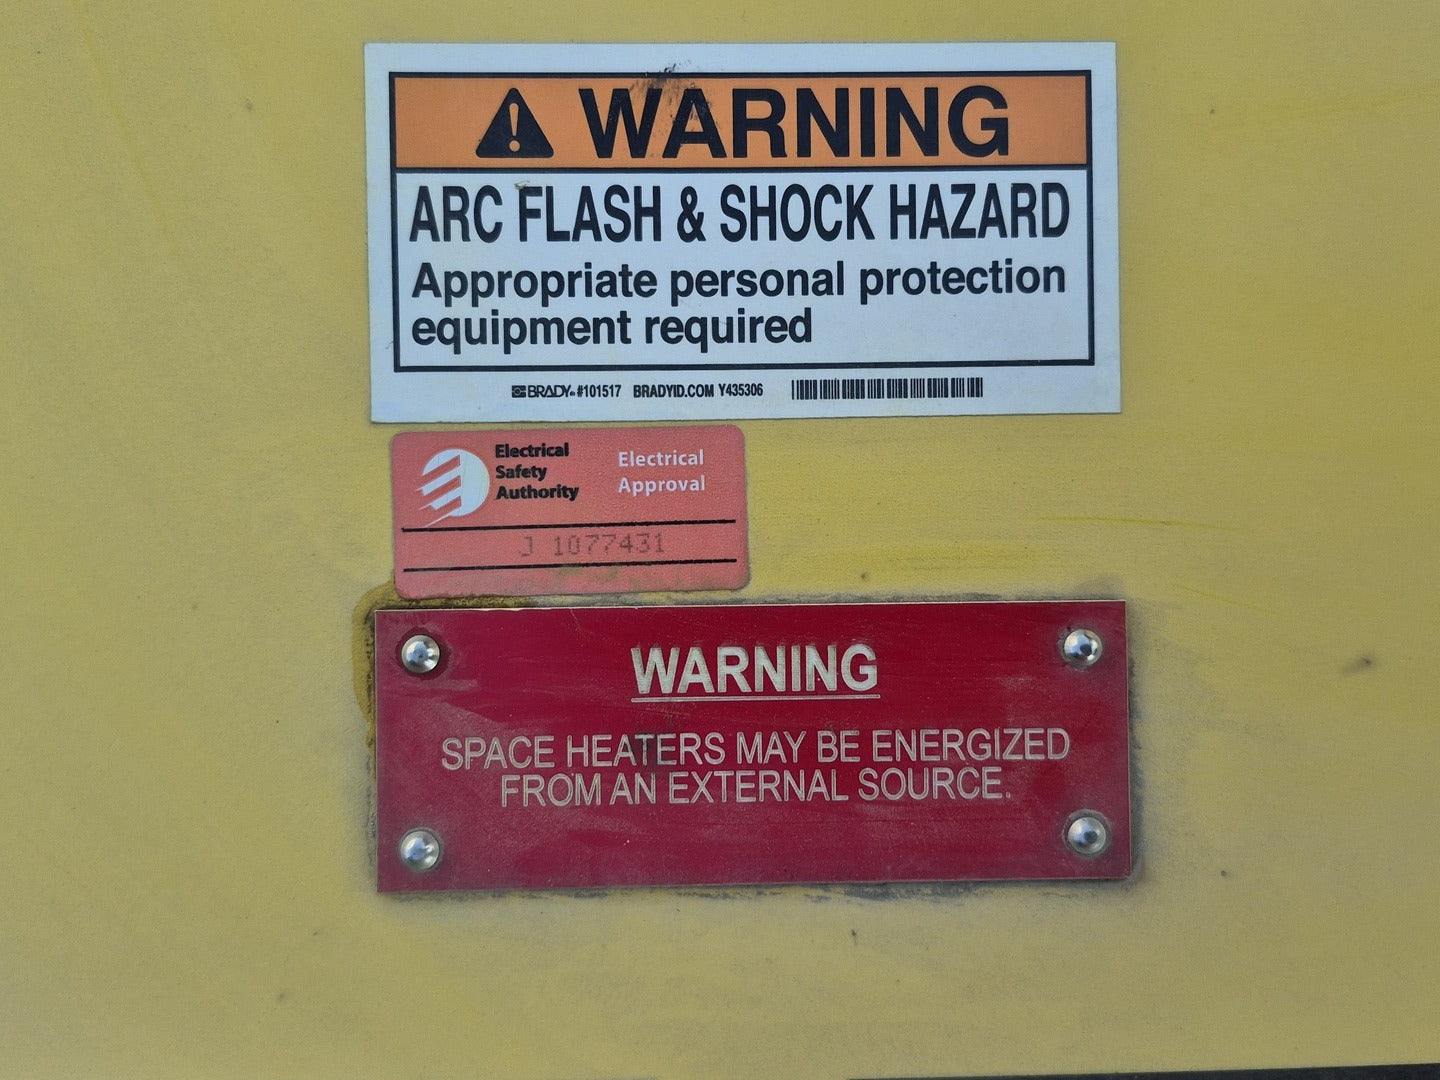 WARNING
ARC FLASH & SHOCK HAZARD
Appropriate personal protection
equipment required
BRADY #101517 BRADYID.COM Y435306
Electrical
Safety
Authority
Electrical
Approval
J 1077431
WARNING
SPACE HEATERS MAY BE ENERGIZED
FROM AN EXTERNAL SOURCE.